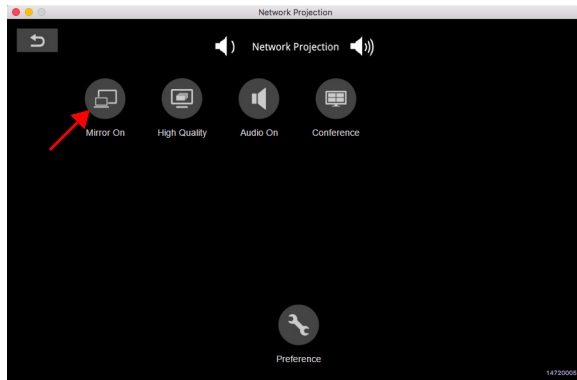 Network Projection
Network Projection
Mirror On
High Quality
Audio On
Conference
Preference
14720005